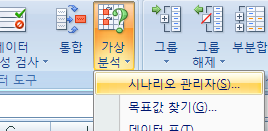 데이터
성 검사 ▾
통합
가상
분석 ▾
그룹
그룹
해제
부분합
터 도구
시나리오 관리자(S)...
목표값 찾기(G)...
데이터 표(T)...